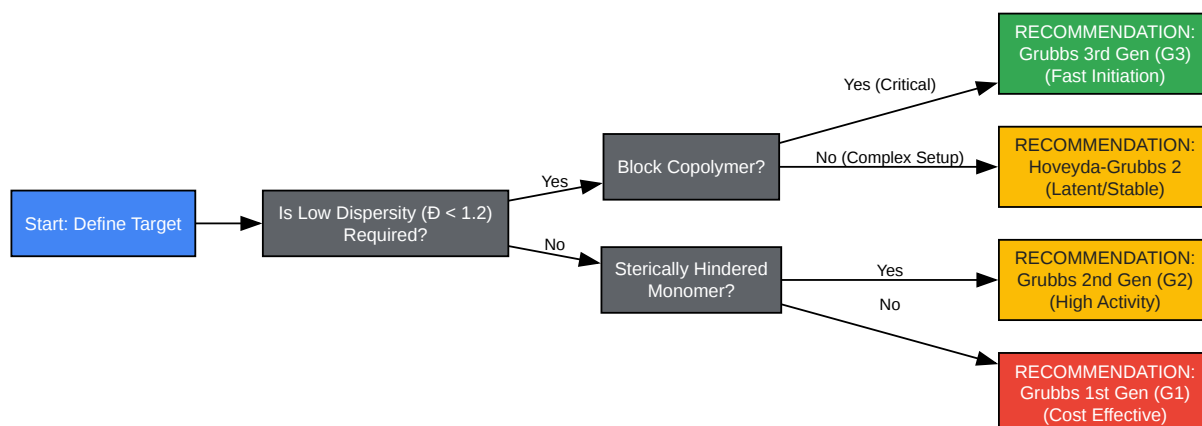 Start: Define Target
Is Low Dispersity (Đ < 1.2)
Required?
Yes
No
Block Copolymer?
Sterically Hindered
Monomer?
Yes (Critical)
No (Complex Setup)
Yes
No
RECOMMENDATION:
Grubbs 3rd Gen (G3)
(Fast Initiation)
RECOMMENDATION:
Hoveyda-Grubbs 2
(Latent/Stable)
RECOMMENDATION:
Grubbs 2nd Gen (G2)
(High Activity)
RECOMMENDATION:
Grubbs 1st Gen (G1)
(Cost Effective)